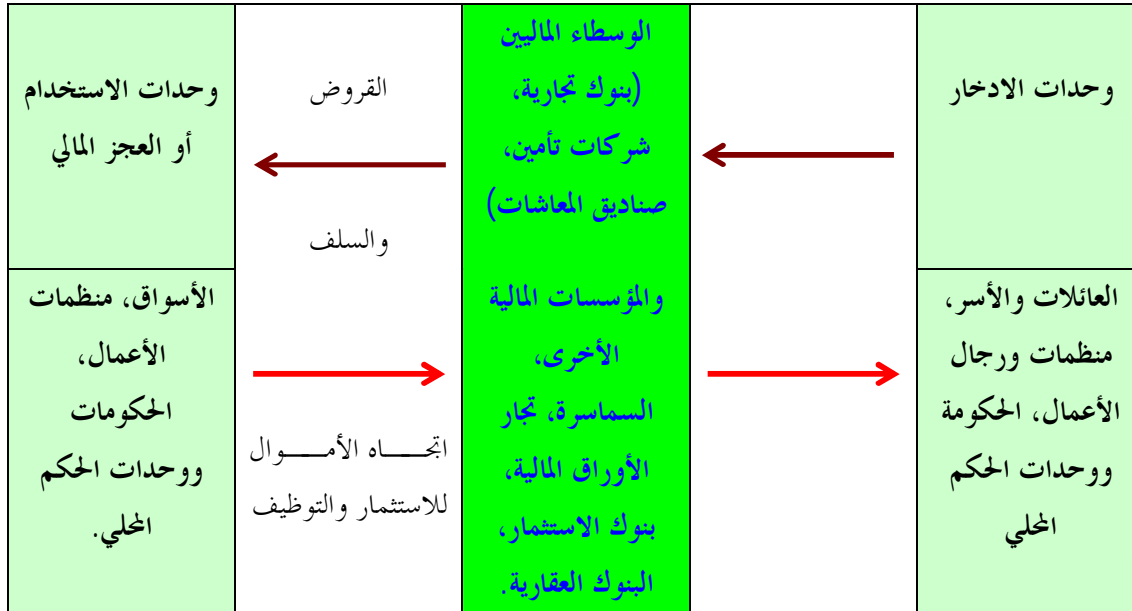 وحدات الادخار
الوسطاء الماليين
(بنوك تجارية،
شركات تأمين،
صناديق المعاشات)
القروض
والسلف
وحدات الاستخدام
أو العجز المالي
العائلات والأسر،
منظمات ورجال
الأعمال، الحكومة
ووحدات الحكم
المحلي
والمؤسسات المالية
الأخرى،
السماسرة، تجار
الأوراق المالية،
بنوك الاستثمار،
البنوك العقارية.
اتجـــــاه الأمـــــوال
للاستثمار والتوظيف
الأسواق، منظمات
الأعمال،
الحكومات
ووحدات الحكم
المحلي.